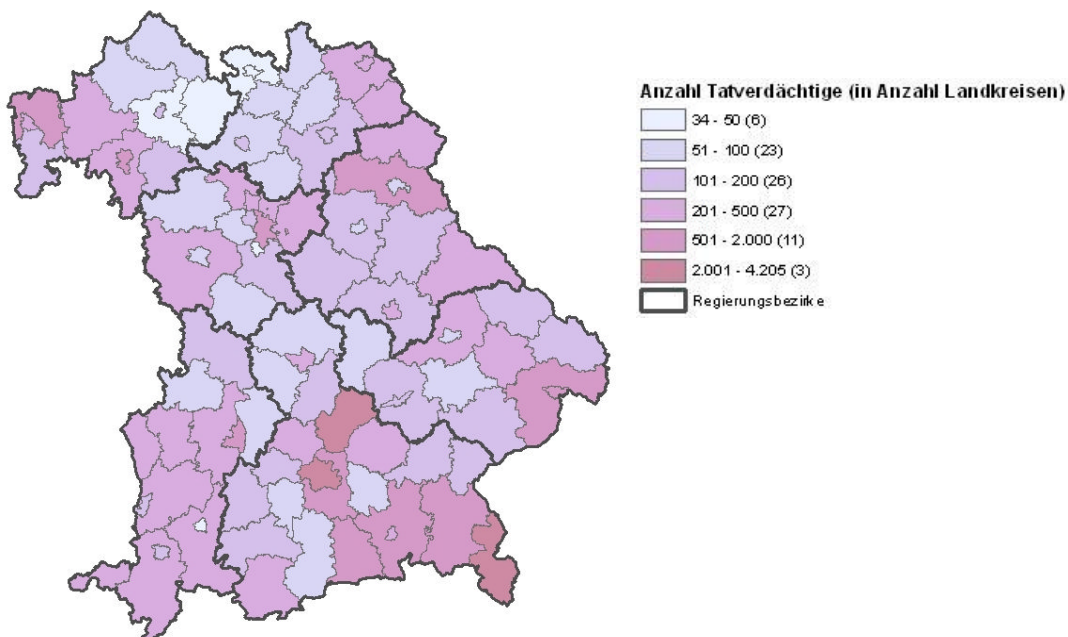 Anzahl Tatverdächtige (in Anzahl Landkreisen)
34 - 50 (6)
51 - 100 (23)
101 - 200 (26)
201 - 500 (27)
501 - 2.000 (11)
2.001 - 4.205 (3)
Regierungsbezirke